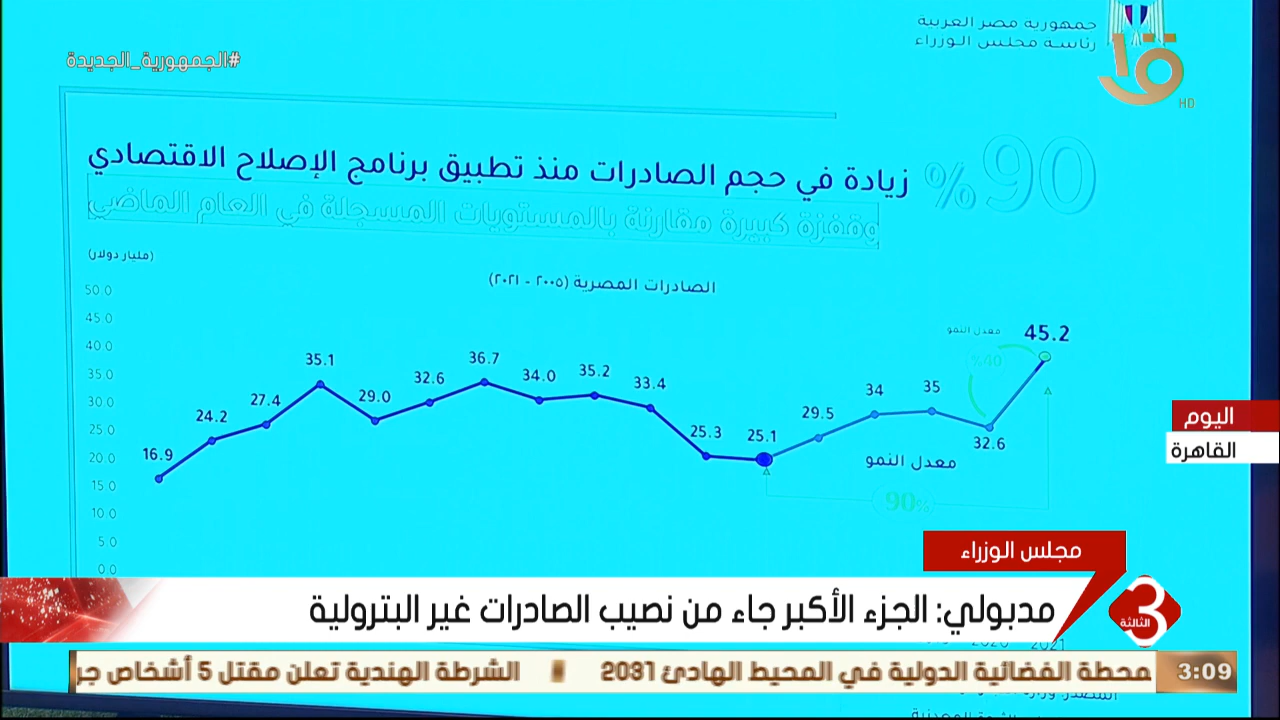 جمهورية مصر العربية
رئاسة مجلس الوزراء
#الجمهورية_الجديدة
HD
%90
زيادة في حجم الصادرات منذ تطبيق برنامج الإصلاح الاقتصادي
وقفزة كبيرة مقارنة بالمستويات المسجلة في العام الماضي
(مليار دولار)
الصادرات المصرية (٢٠٠٥ - ٢٠٢١)
50.0
45.0
40.0
35.0
30.0
25.0
20.0
15.0
10.0
5.0
0.0
16.9
24.2
27.4
35.1
29.0
32.6
36.7
34.0
35.2
33.4
25.3
25.1
29.5
34
35
32.6
45.2
معدل النمو
%40
معدل النمو
90%
اليوم
القاهرة
مجلس الوزراء
مدبولي: الجزء الأكبر جاء من نصيب الصادرات غير البترولية
3
الثالثة
2020 2021
3:09
محطة الفضائية الدولية في المحيط الهادئ 2031
الشرطة الهندية تعلن مقتل 5 أشخاص جر